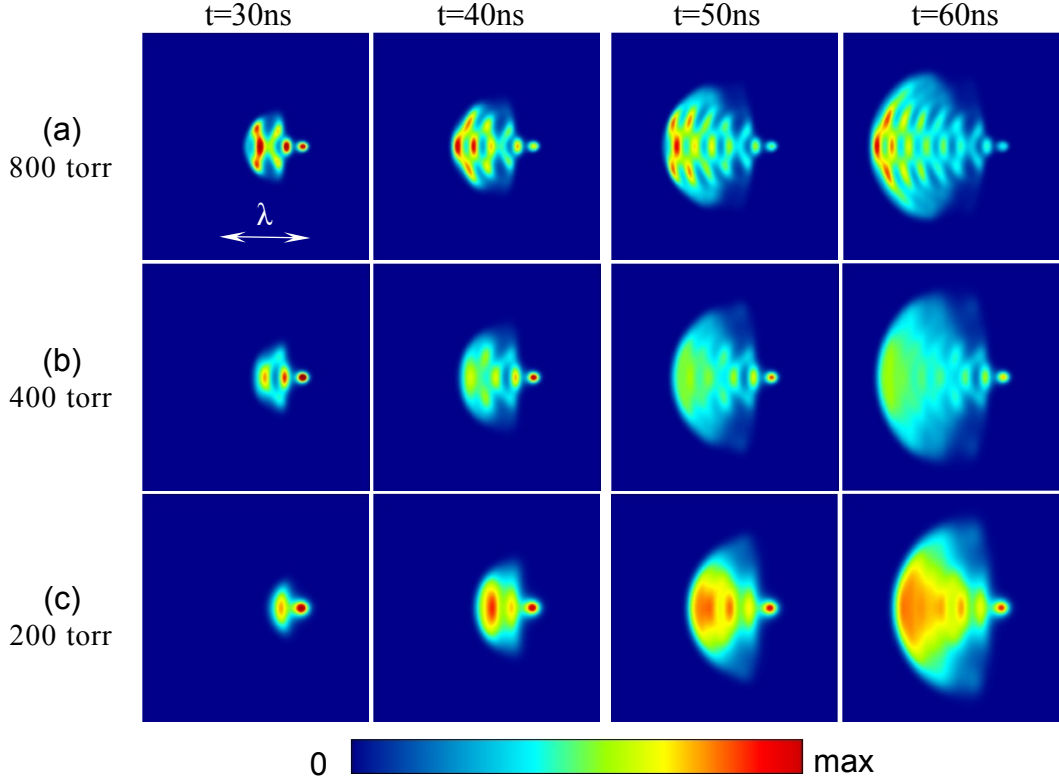 t=30ns t=40ns t=50ns t=60ns
(a)
800 torr
λ
(b)
400 torr
(c)
200 torr
0 max